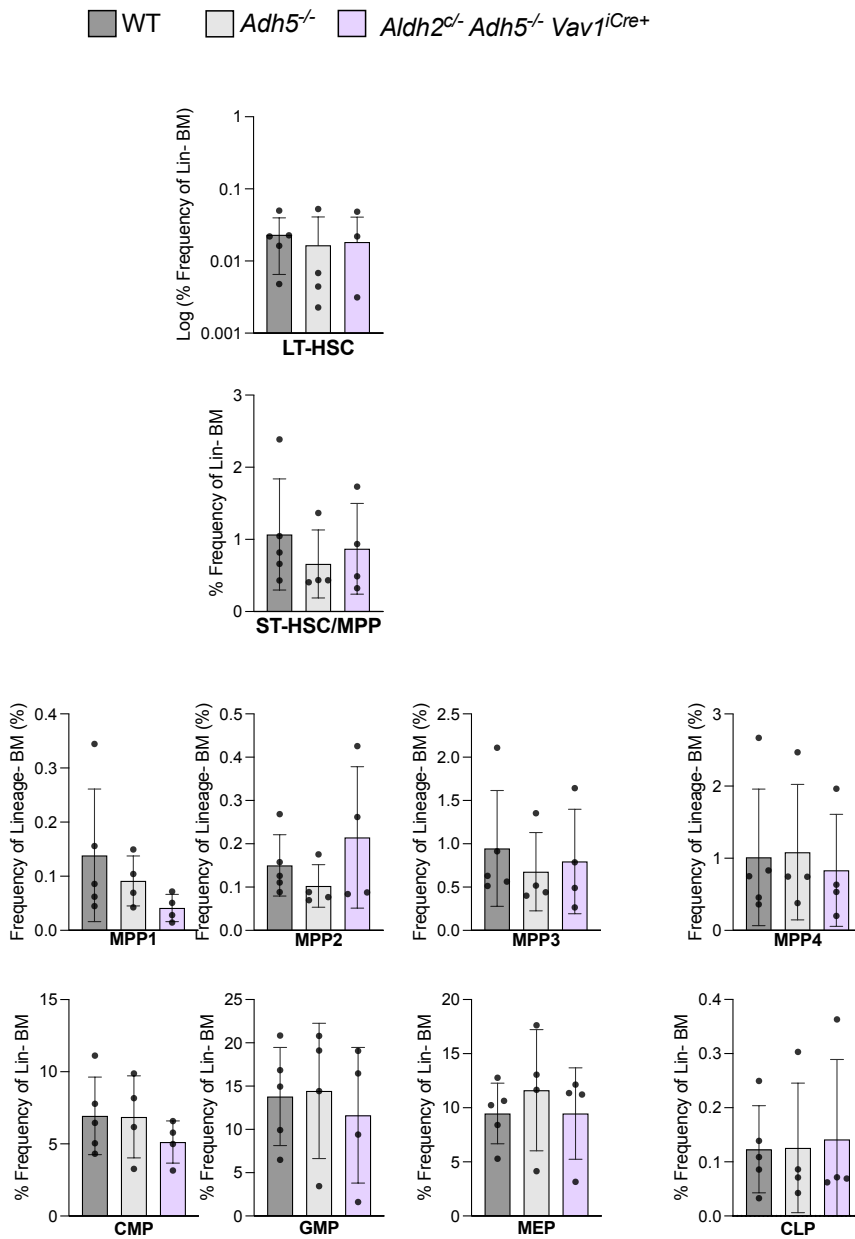 WT Adh5-/- Aldh2c/- Adh5-/- Vav1iCre+
Log (% Frequency of Lin- BM)
1
0.1
0.01
0.001
LT-HSC
% Frequency of Lin- BM
3
2
1
0
ST-HSC/MPP
Frequency of Lineage- BM (%)
0.4
0.3
0.2
0.1
0.0
MPP1
Frequency of Lineage- BM (%)
0.5
0.4
0.3
0.2
0.1
0.0
MPP2
Frequency of Lineage- BM (%)
2.5
2.0
1.5
1.0
0.5
0.0
MPP3
Frequency of Lineage- BM (%)
3
2
1
0
MPP4
% Frequency of Lin- BM
15
10
5
0
CMP
% Frequency of Lin- BM
25
20
15
10
5
0
GMP
% Frequency of Lin- BM
20
15
10
5
0
MEP
% Frequency of Lin- BM
0.4
0.3
0.2
0.1
0.0
CLP